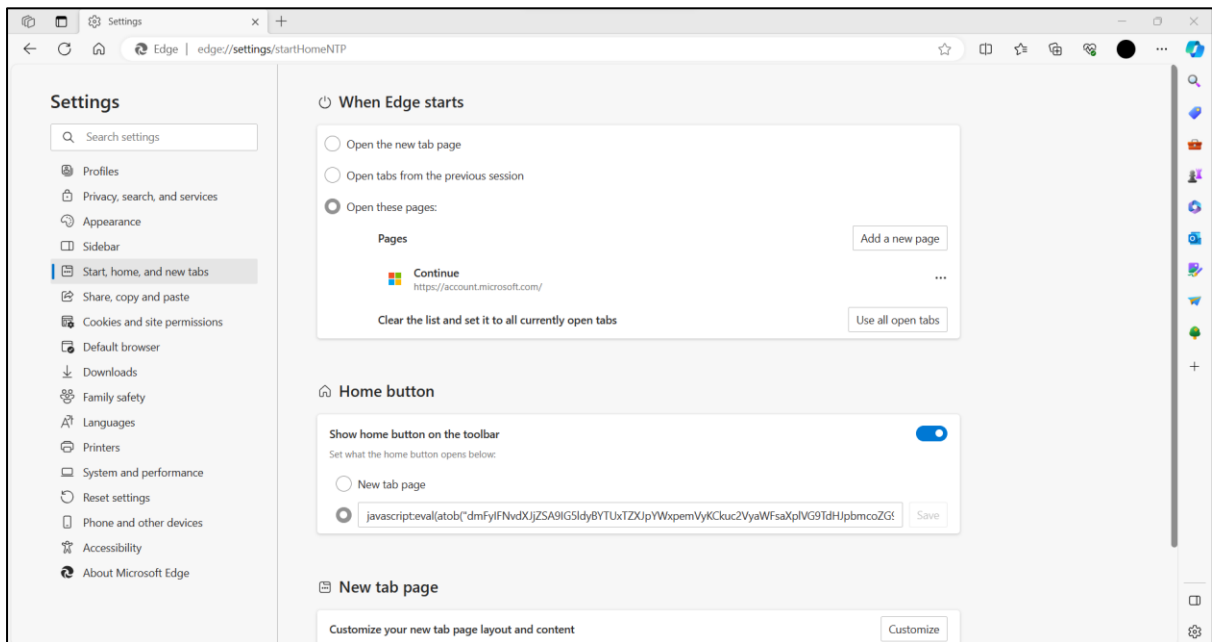 Settings
Edge | edge://settings/startHomeNTP
Settings
Search settings
Profiles
Privacy, search, and services
Appearance
Sidebar
Start, home, and new tabs
Share, copy and paste
Cookies and site permissions
Default browser
Downloads
Family safety
Languages
Printers
System and performance
Reset settings
Phone and other devices
Accessibility
About Microsoft Edge
When Edge starts
Open the new tab page
Open tabs from the previous session
Open these pages:
Pages Add a new page
Continue
https://account.microsoft.com/
Clear the list and set it to all currently open tabs Use all open tabs
Home button
Show home button on the toolbar
Set what the home button opens below:
New tab page
Save
New tab page
Customize your new tab page layout and content Customize